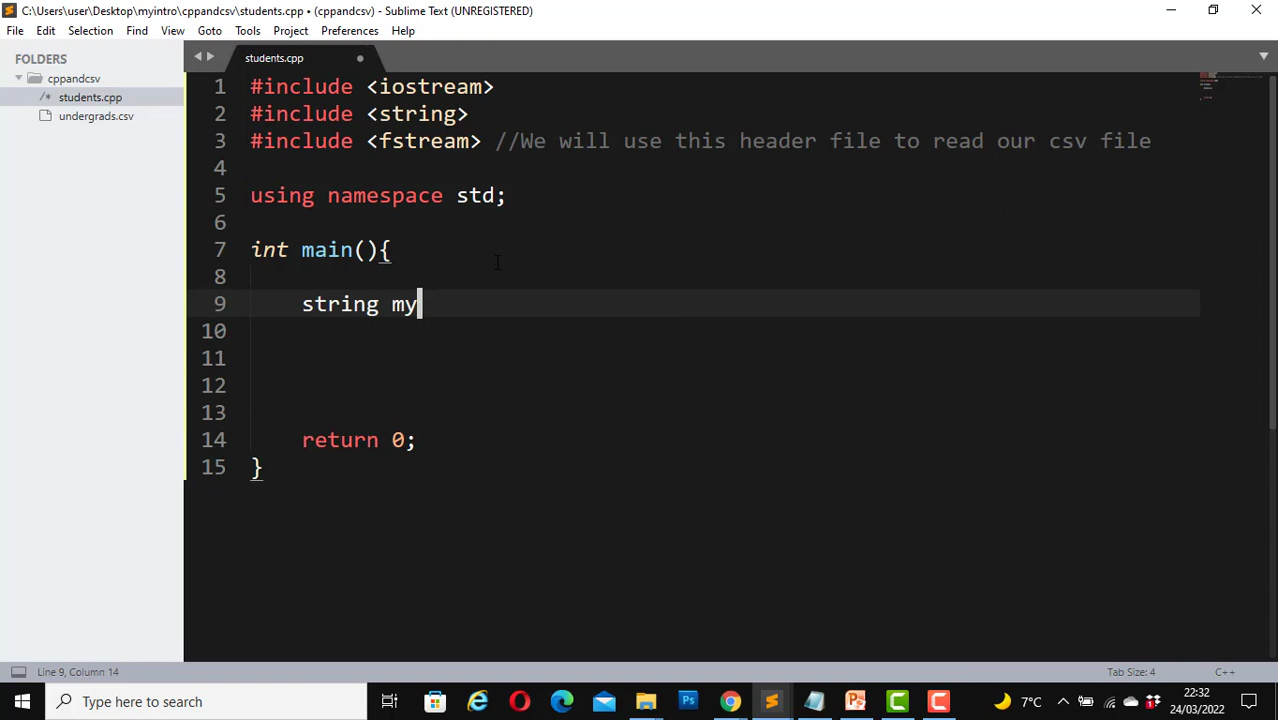 C:\Users\user\Desktop\myintro\cppandcsv\students.cpp • (cppandcsv) - Sublime Text (UNREGISTERED)
File Edit Selection Find View Goto Tools Project Preferences Help
FOLDERS
cppandcsv
/* students.cpp
undergrads.csv
students.cpp
1 #include <iostream>
2 #include <string>
3 #include <fstream> //We will use this header file to read our csv file
4
5 using namespace std;
6
7 int main(){
8
9 string my
10
11
12
13
14 return 0;
15 }
Line 9, Column 14
Tab Size: 4
C++
Type here to search
Ps
7°C
1
22:32
24/03/2022